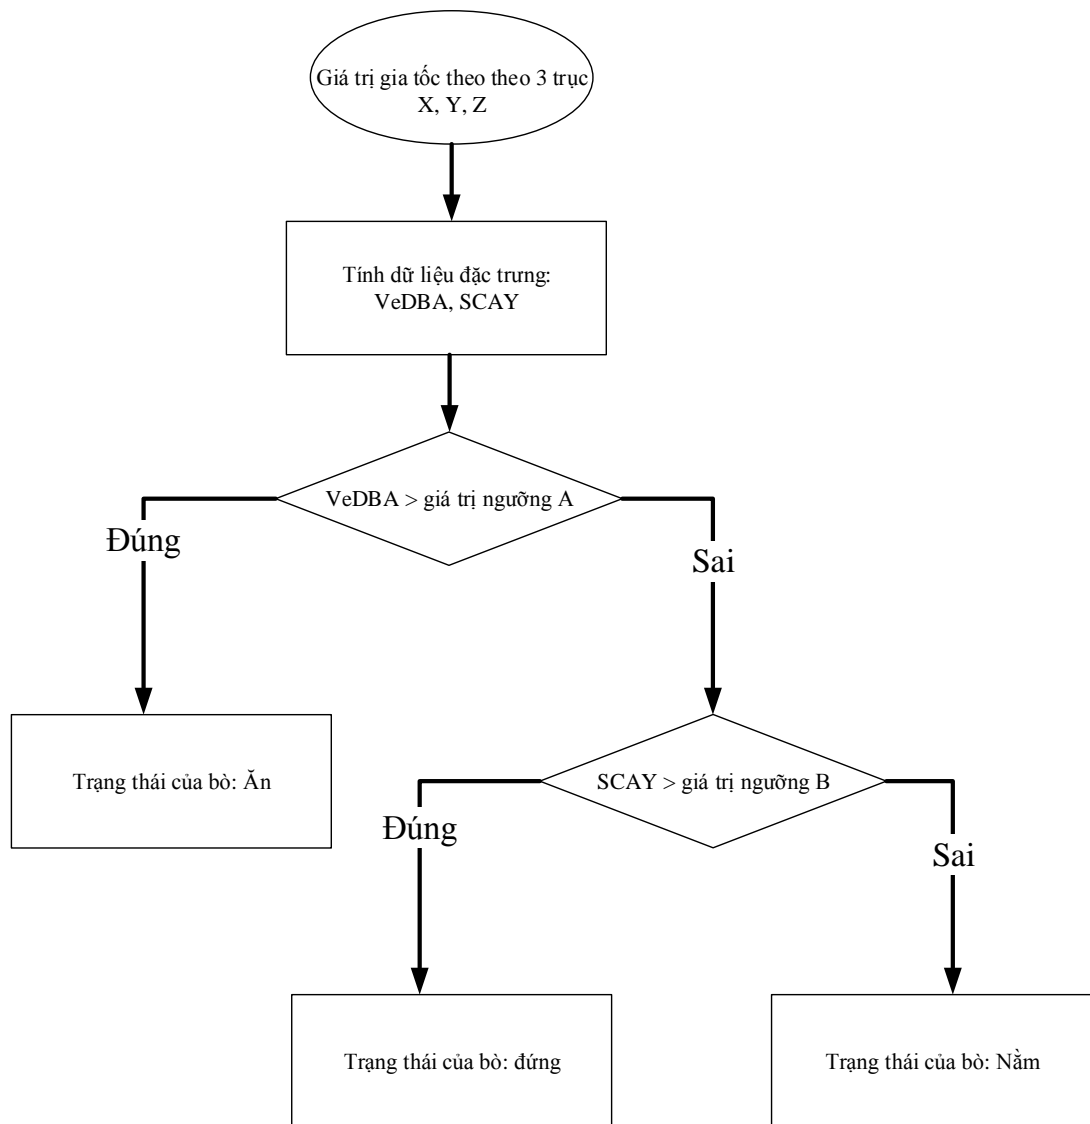 Giá trị gia tốc theo theo 3 trục
X, Y, Z
Tính dữ liệu đặc trưng:
VeDBA, SCAY
VeDBA > giá trị ngưỡng A
Đúng
Sai
Trạng thái của bò: Ăn
SCAY > giá trị ngưỡng B
Đúng
Sai
Trạng thái của bò: đứng
Trạng thái của bò: Nằm